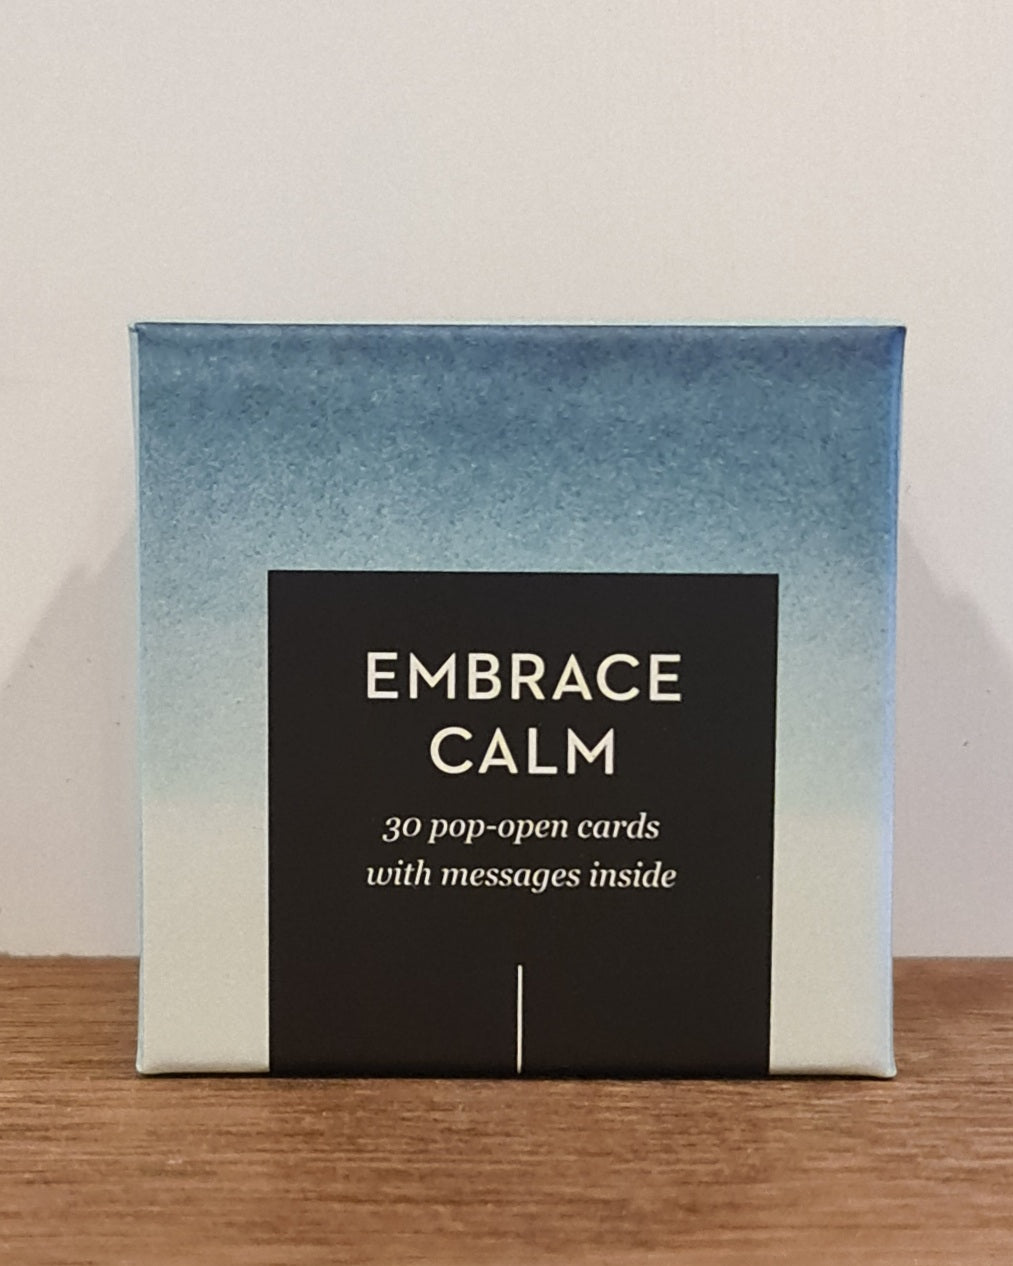 EMBRACE
CALM
30 pop-open cards
with messages inside